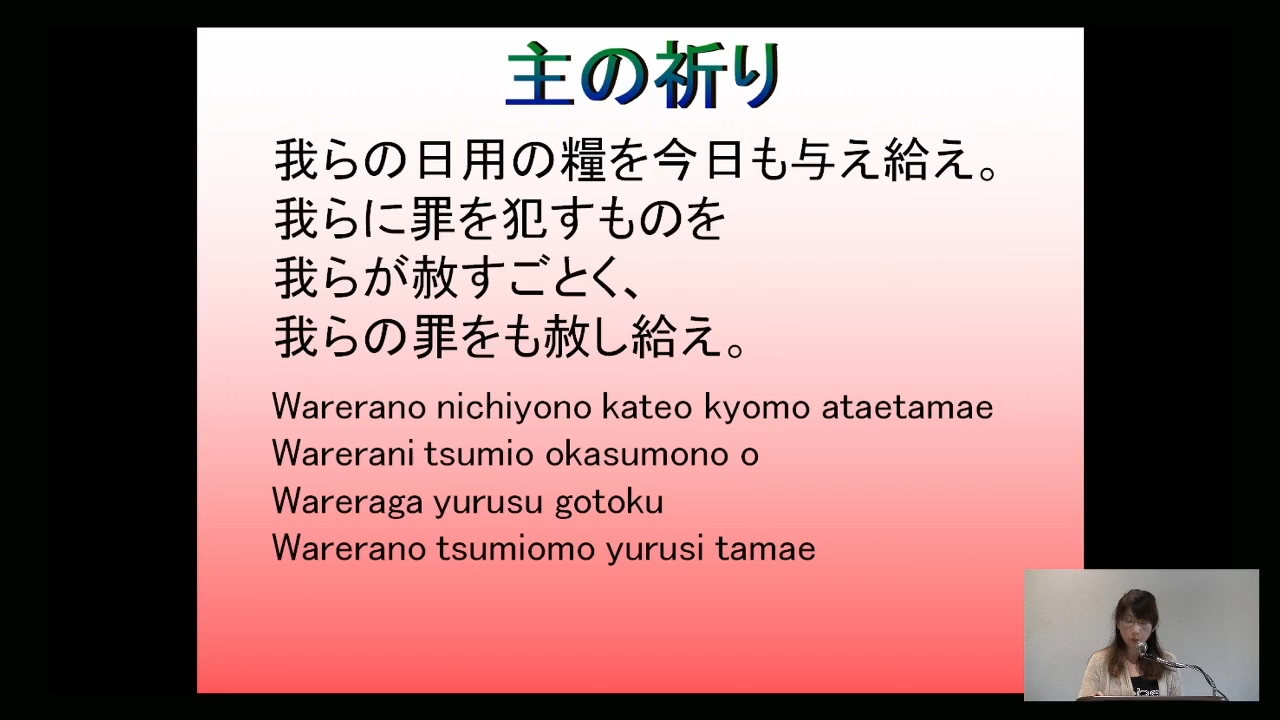 主の祈り
我らの日用の糧を今日も与え給え。
我らに罪を犯すものを
我らが赦すごとく、
我らの罪をも赦し給え。
Warerano nichiyono kateo kyomo ataetamae
Warerani tsumio okasumono o
Wareraga yurusu gotoku
Warerano tsumiomo yurusi tamae